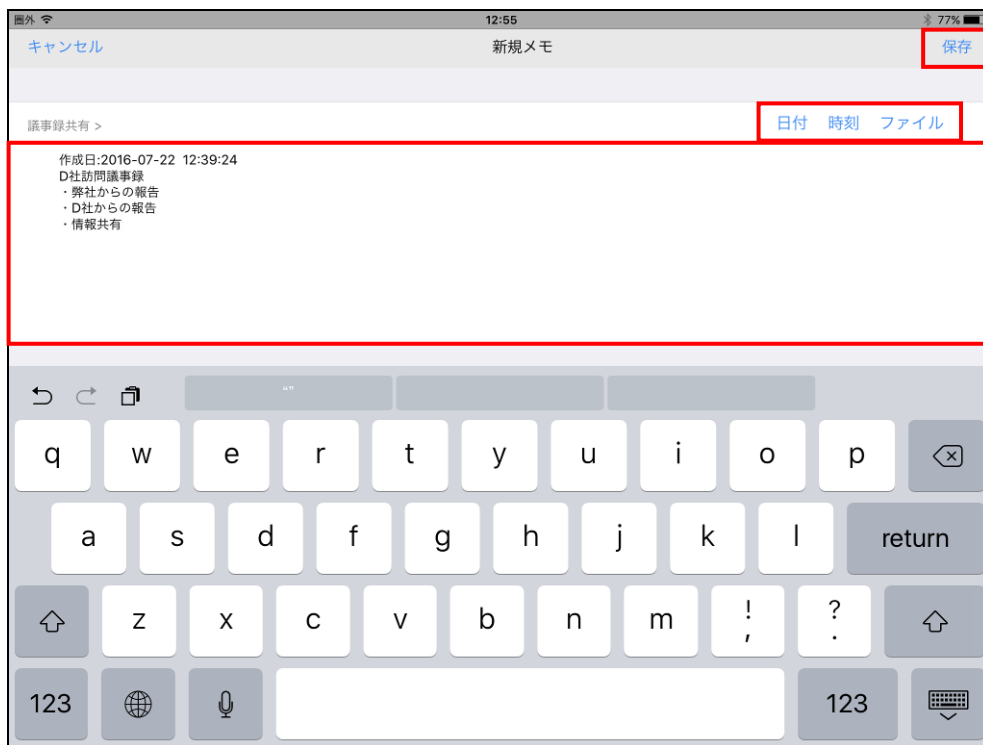 圏外 12:55 77%
キャンセル 新規メモ 保存
議事録共有 > 日付 時刻 ファイル
作成日:2016-07-22 12:39:24
D社訪問議事録
・弊社からの報告
・D社からの報告
・情報共有
“”
q w e r t y u i o p
a s d f g h j k l return
z x c v b n m ! , ? .
123 123